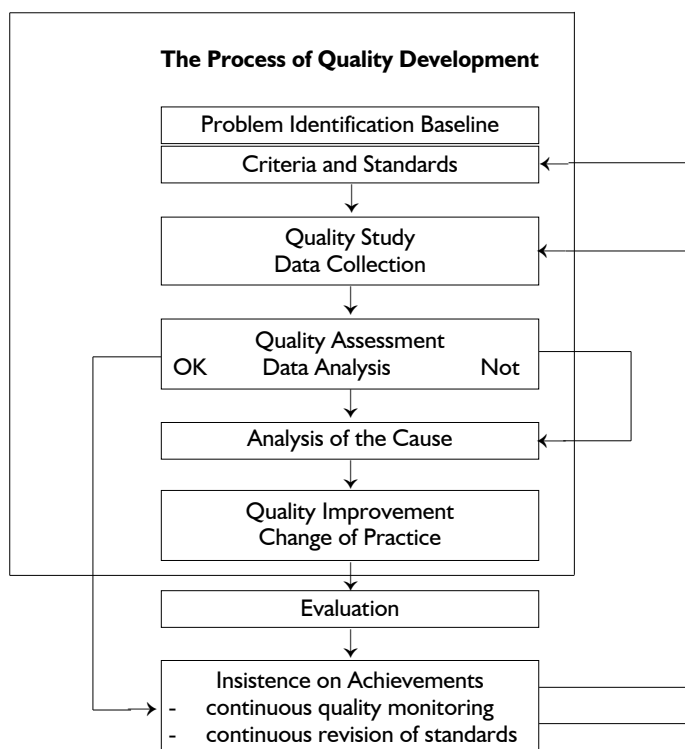 The Process of Quality Development
Problem Identification Baseline
Criteria and Standards
Quality Study
Data Collection
Quality Assessment
OK Data Analysis Not
Analysis of the Cause
Quality Improvement
Change of Practice
Evaluation
Insistence on Achievements
- continuous quality monitoring
- continuous revision of standards